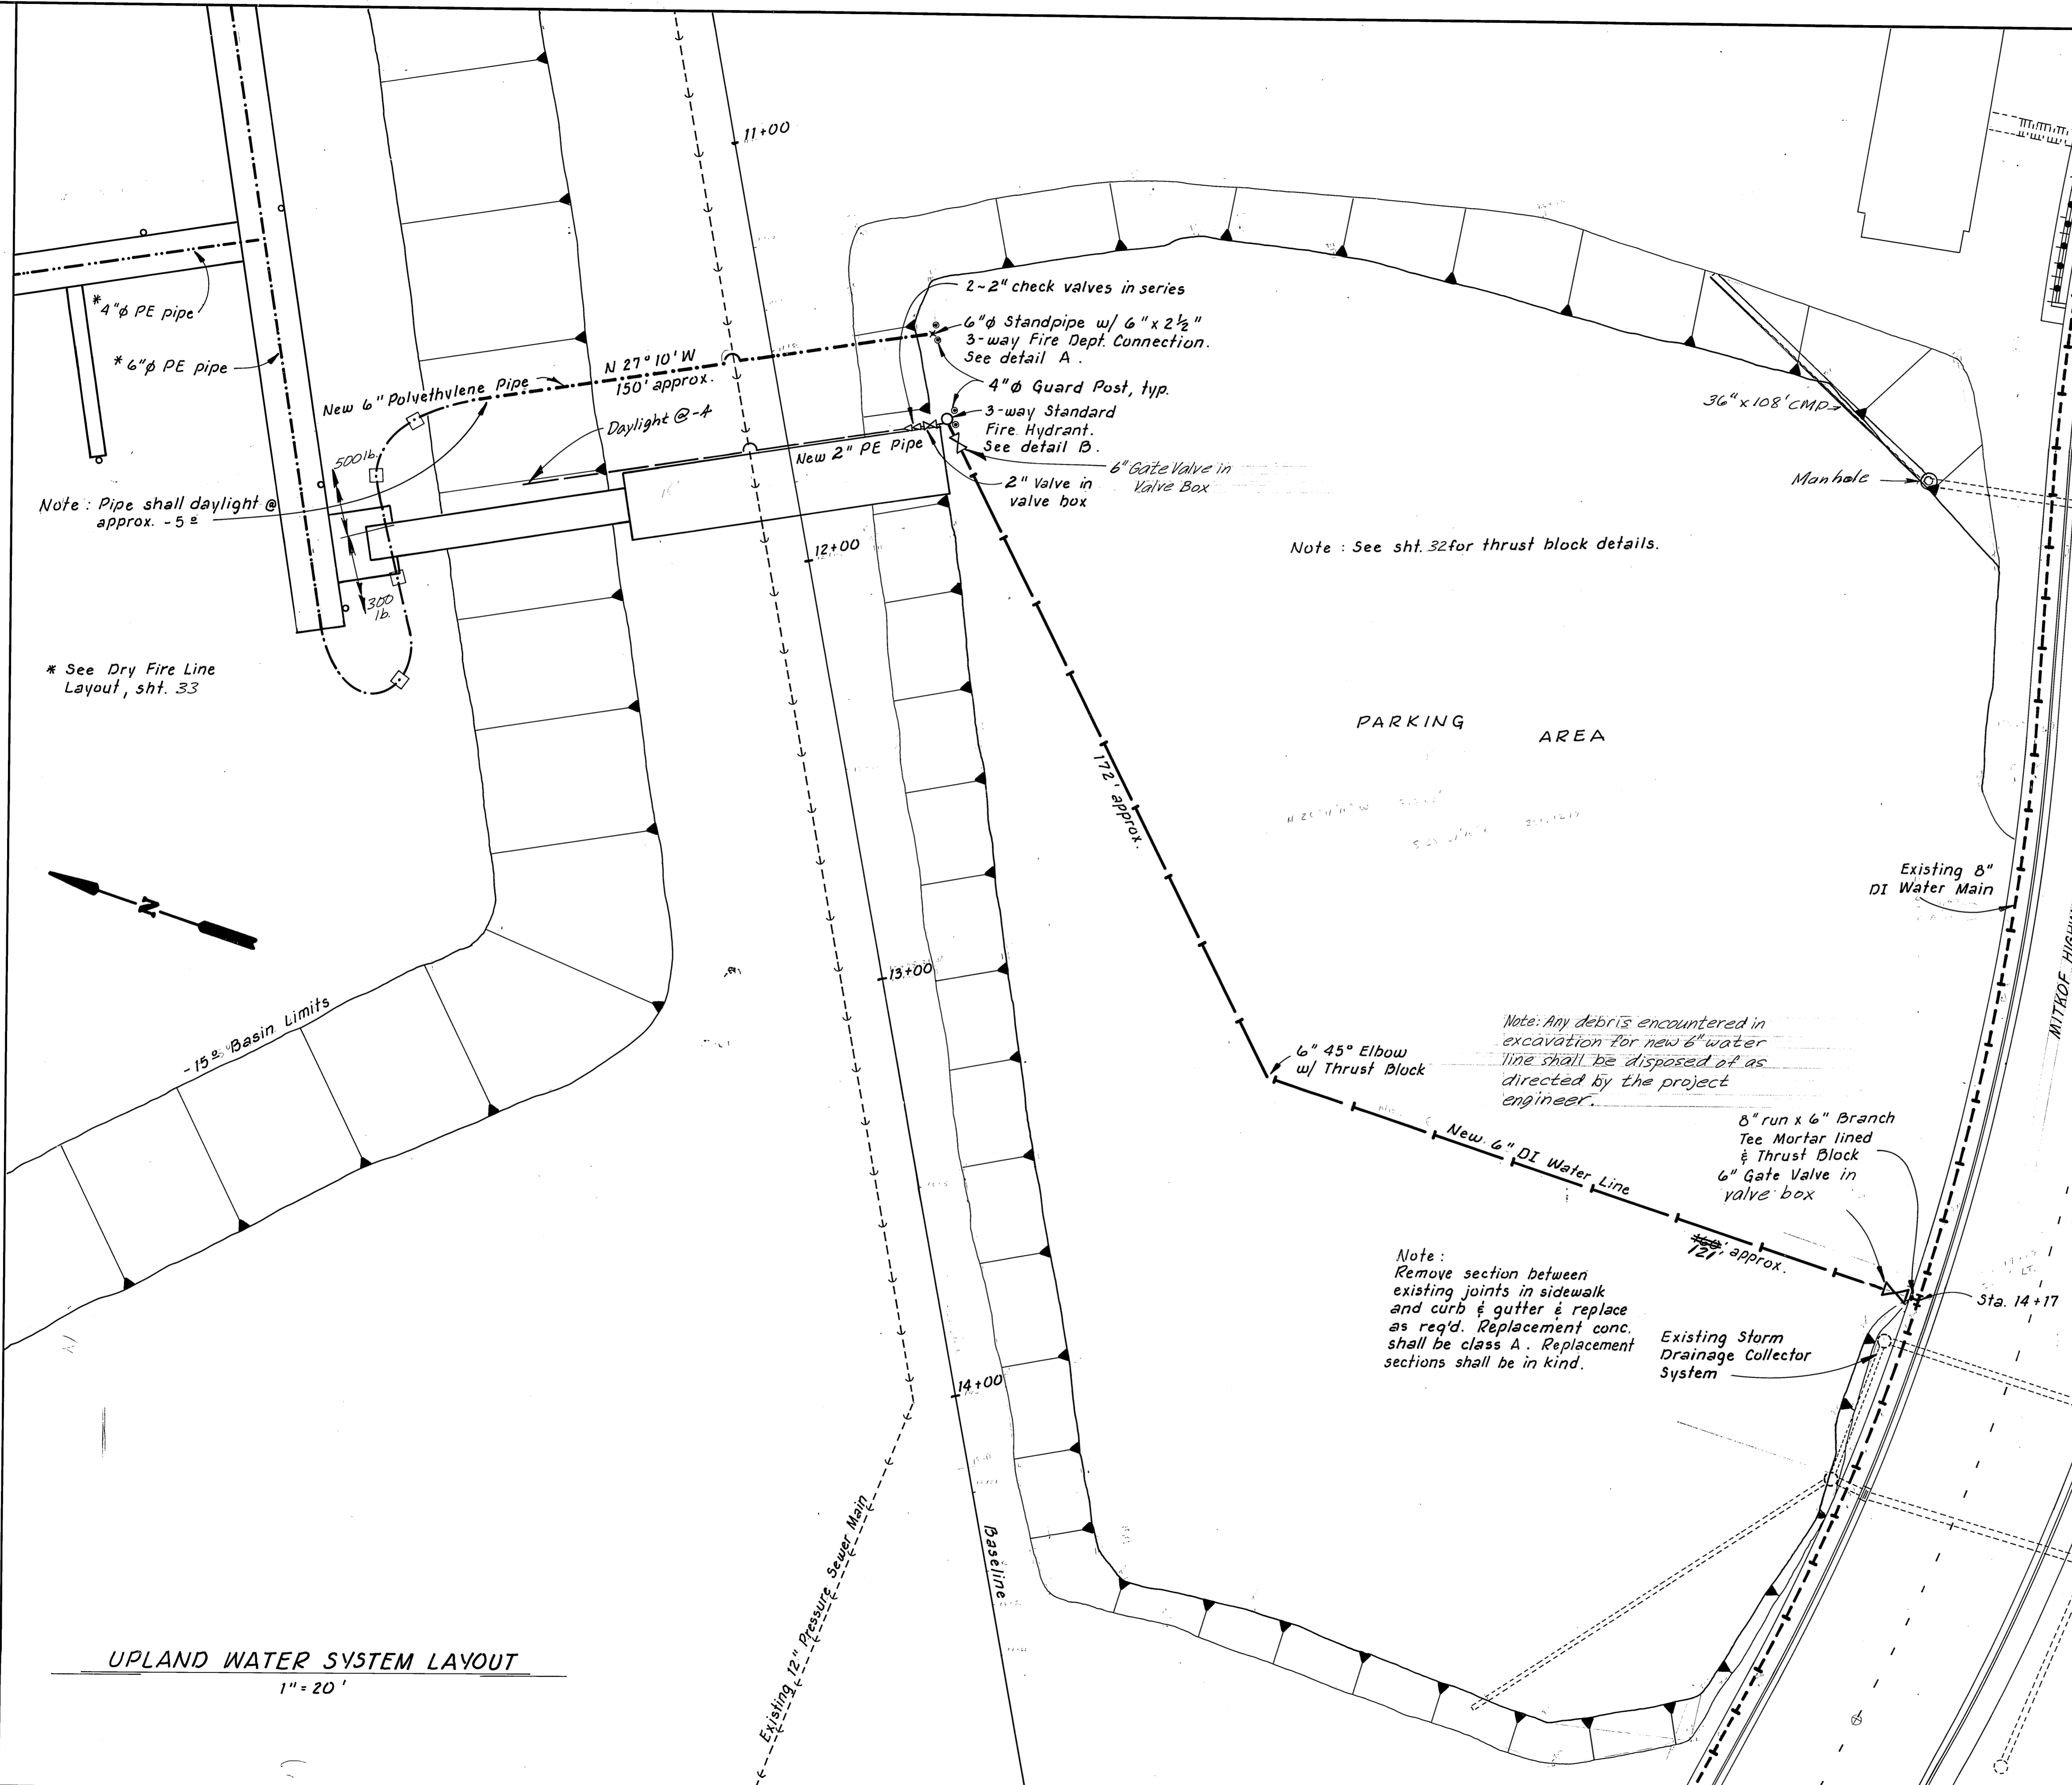 11+00
2~2" check valves in series
6"ø Standpipe w/ 6" x 2½"
3-way Fire Dept. Connection.
See detail A.
4"ø Guard Post, typ.
3-way Standard
Fire Hydrant.
See detail B.
6" Gate Valve in
Valve Box
2" Valve in
valve box
*4"ø PE pipe
*6"ø PE pipe
New 6" Polyethylene Pipe
N 27°10' W
150' approx.
Daylight @ -4
New 2" PE Pipe
500 lb.
300
lb.
Note: Pipe shall daylight @
approx. -5º
12+00
36" x 108' CMP
Manhole
Note: See sht. 32 for thrust block details.
* See Dry Fire Line
Layout, sht. 33
PARKING AREA
172' approx.
Existing 8"
DI Water Main
N
13+00
-15º Basin Limits
MITKOF
Note: Any debris encountered in
excavation for new 6" water
line shall be disposed of as
directed by the project
engineer.
6" 45° Elbow
w/ Thrust Block
8" run x 6" Branch
Tee Mortar lined
& Thrust Block
6" Gate Valve in
valve box
New 6" DI Water Line
160'
121' approx.
Sta. 14+17
Note:
Remove section between
existing joints in sidewalk
and curb & gutter & replace
as req'd. Replacement conc.
shall be class A. Replacement
sections shall be in kind.
Existing Storm
Drainage Collector
System
14+00
Existing 12" Pressure Sewer Main
Baseline
UPLAND WATER SYSTEM LAYOUT
1" = 20'